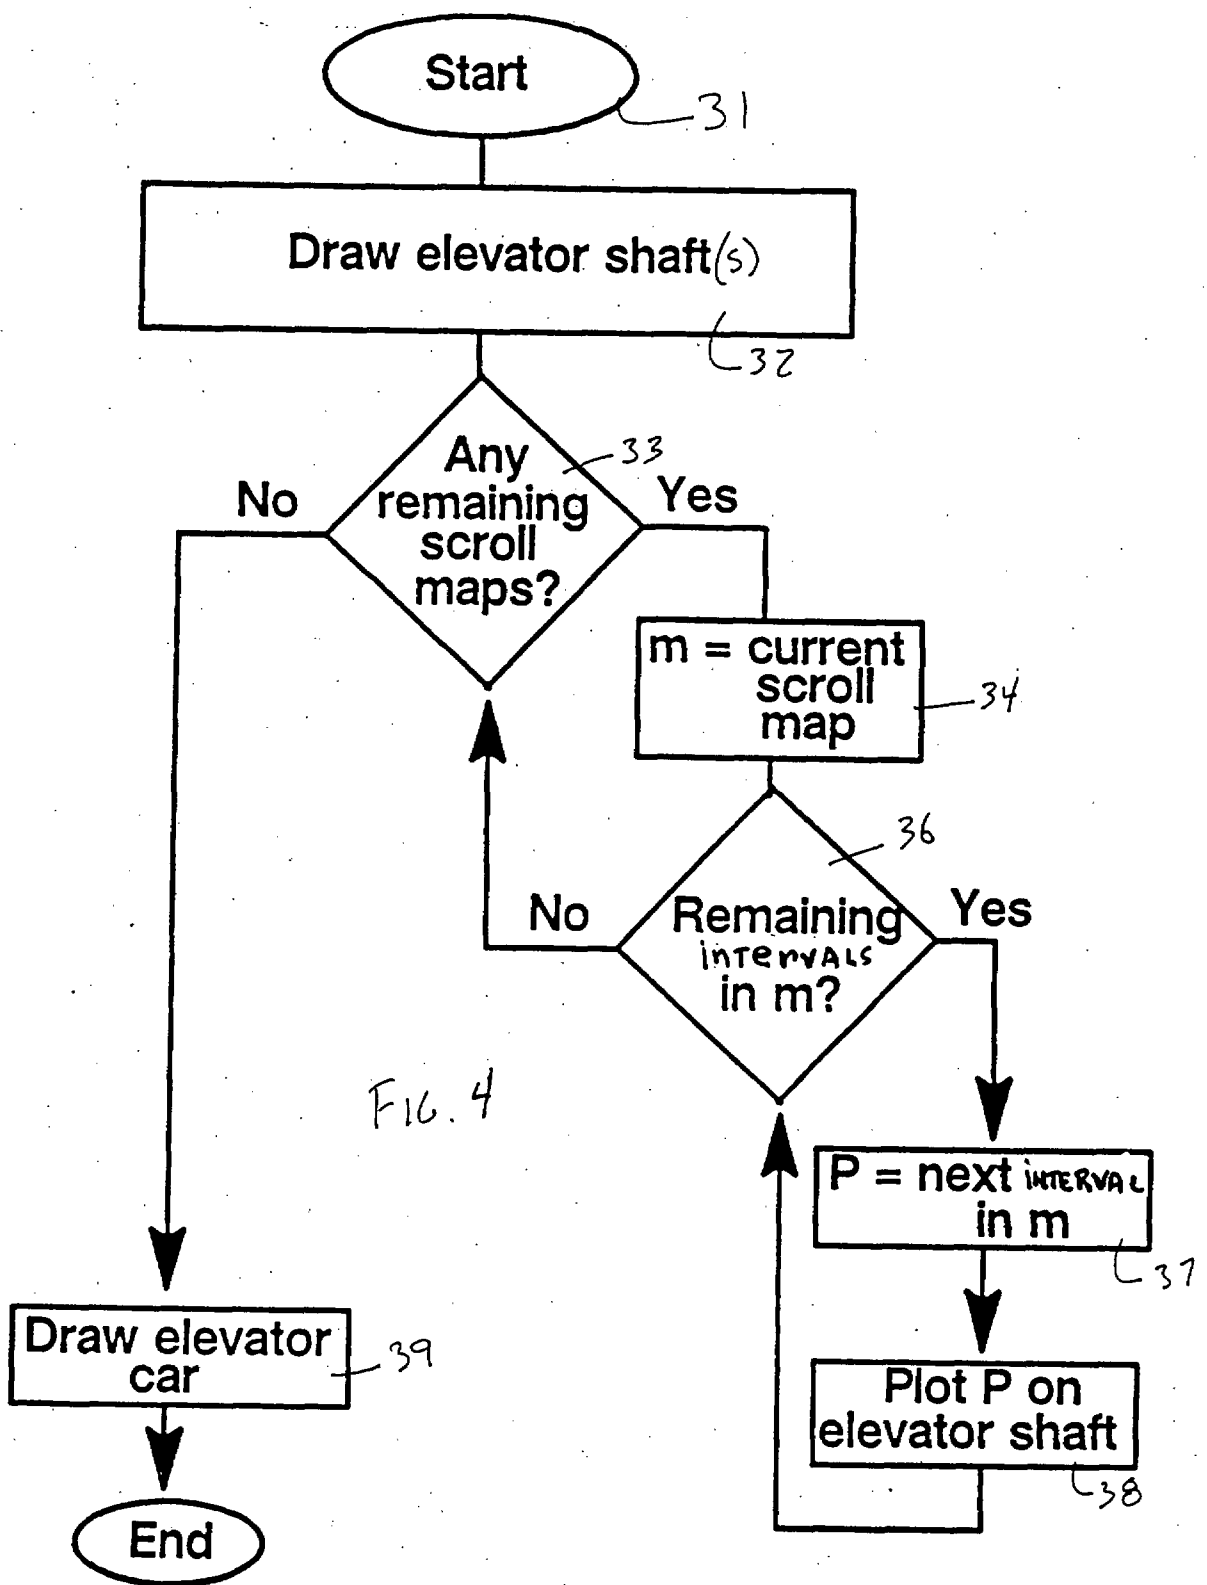 Start
31
Draw elevator shaft(s)
32
Any
remaining
scroll
maps?
33
No
Yes
m = current
scroll
map
34
36
No
Remaining
intervals
in m?
Yes
FIG. 4
P = next INTERVAL
in m
37
Draw elevator
car
39
Plot P on
elevator shaft
38
End